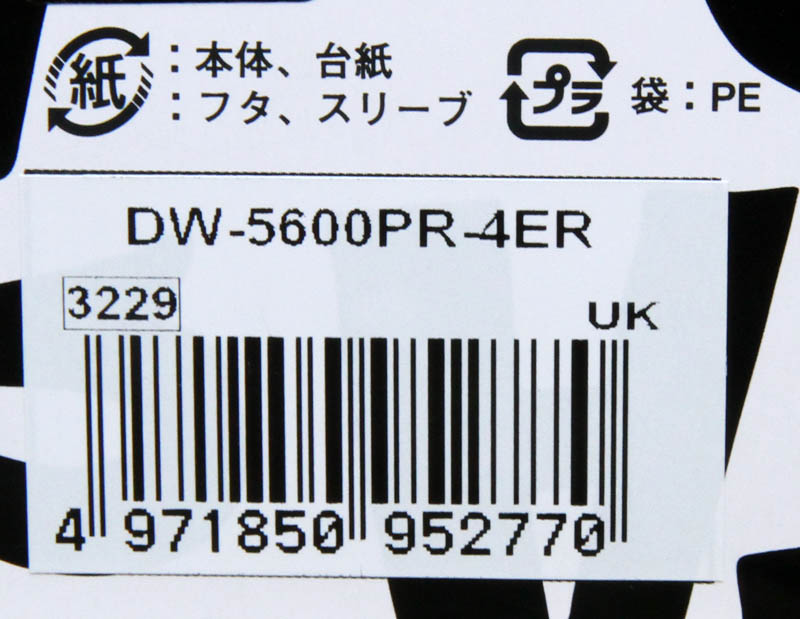 紙 : 本体、台紙
: フタ、スリーブ
プラ 袋 : PE
DW-5600PR-4ER
3229
UK
4 971850 952770